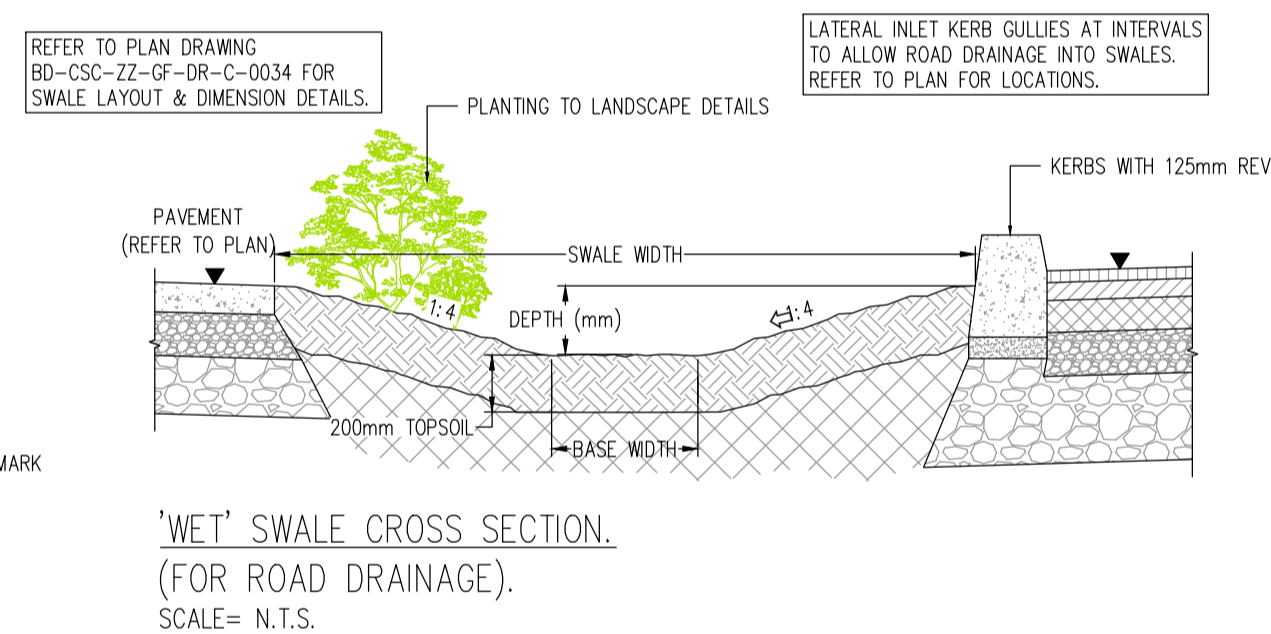 REFER TO PLAN DRAWING
BD-CSC-ZZ-GF-DR-C-0034 FOR
SWALE LAYOUT & DIMENSION DETAILS.
LATERAL INLET KERB GULLIES AT INTERVALS
TO ALLOW ROAD DRAINAGE INTO SWALES.
REFER TO PLAN FOR LOCATIONS.
PLANTING TO LANDSCAPE DETAILS
KERBS WITH 125mm REV
PAVEMENT
(REFER TO PLAN)
SWALE WIDTH
1:4
DEPTH (mm)
1:4
200mm TOPSOIL
BASE WIDTH
MARK
'WET' SWALE CROSS SECTION.
(FOR ROAD DRAINAGE).
SCALE= N.T.S.